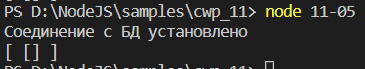 PS D:\NodeJS\samples\cwp_11> node 11-05
Соединение с БД установлено
[ [] ]
PS D:\NodeJS\samples\cwp_11>